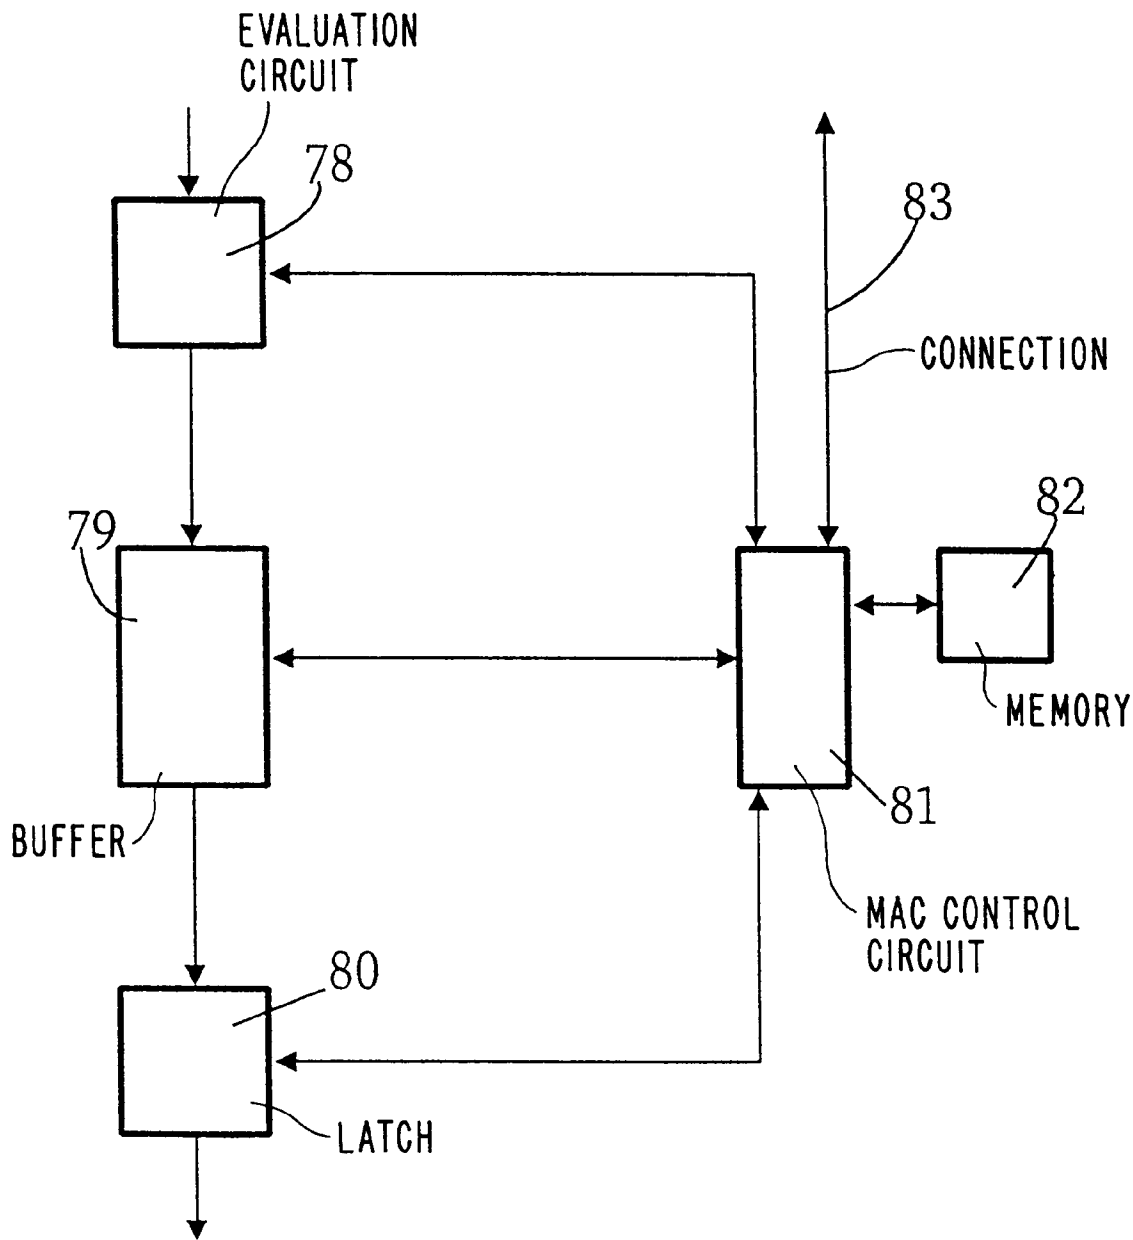 EVALUATION
CIRCUIT
78
83
CONNECTION
82
79
MEMORY
81
BUFFER
MAC CONTROL
CIRCUIT
80
LATCH